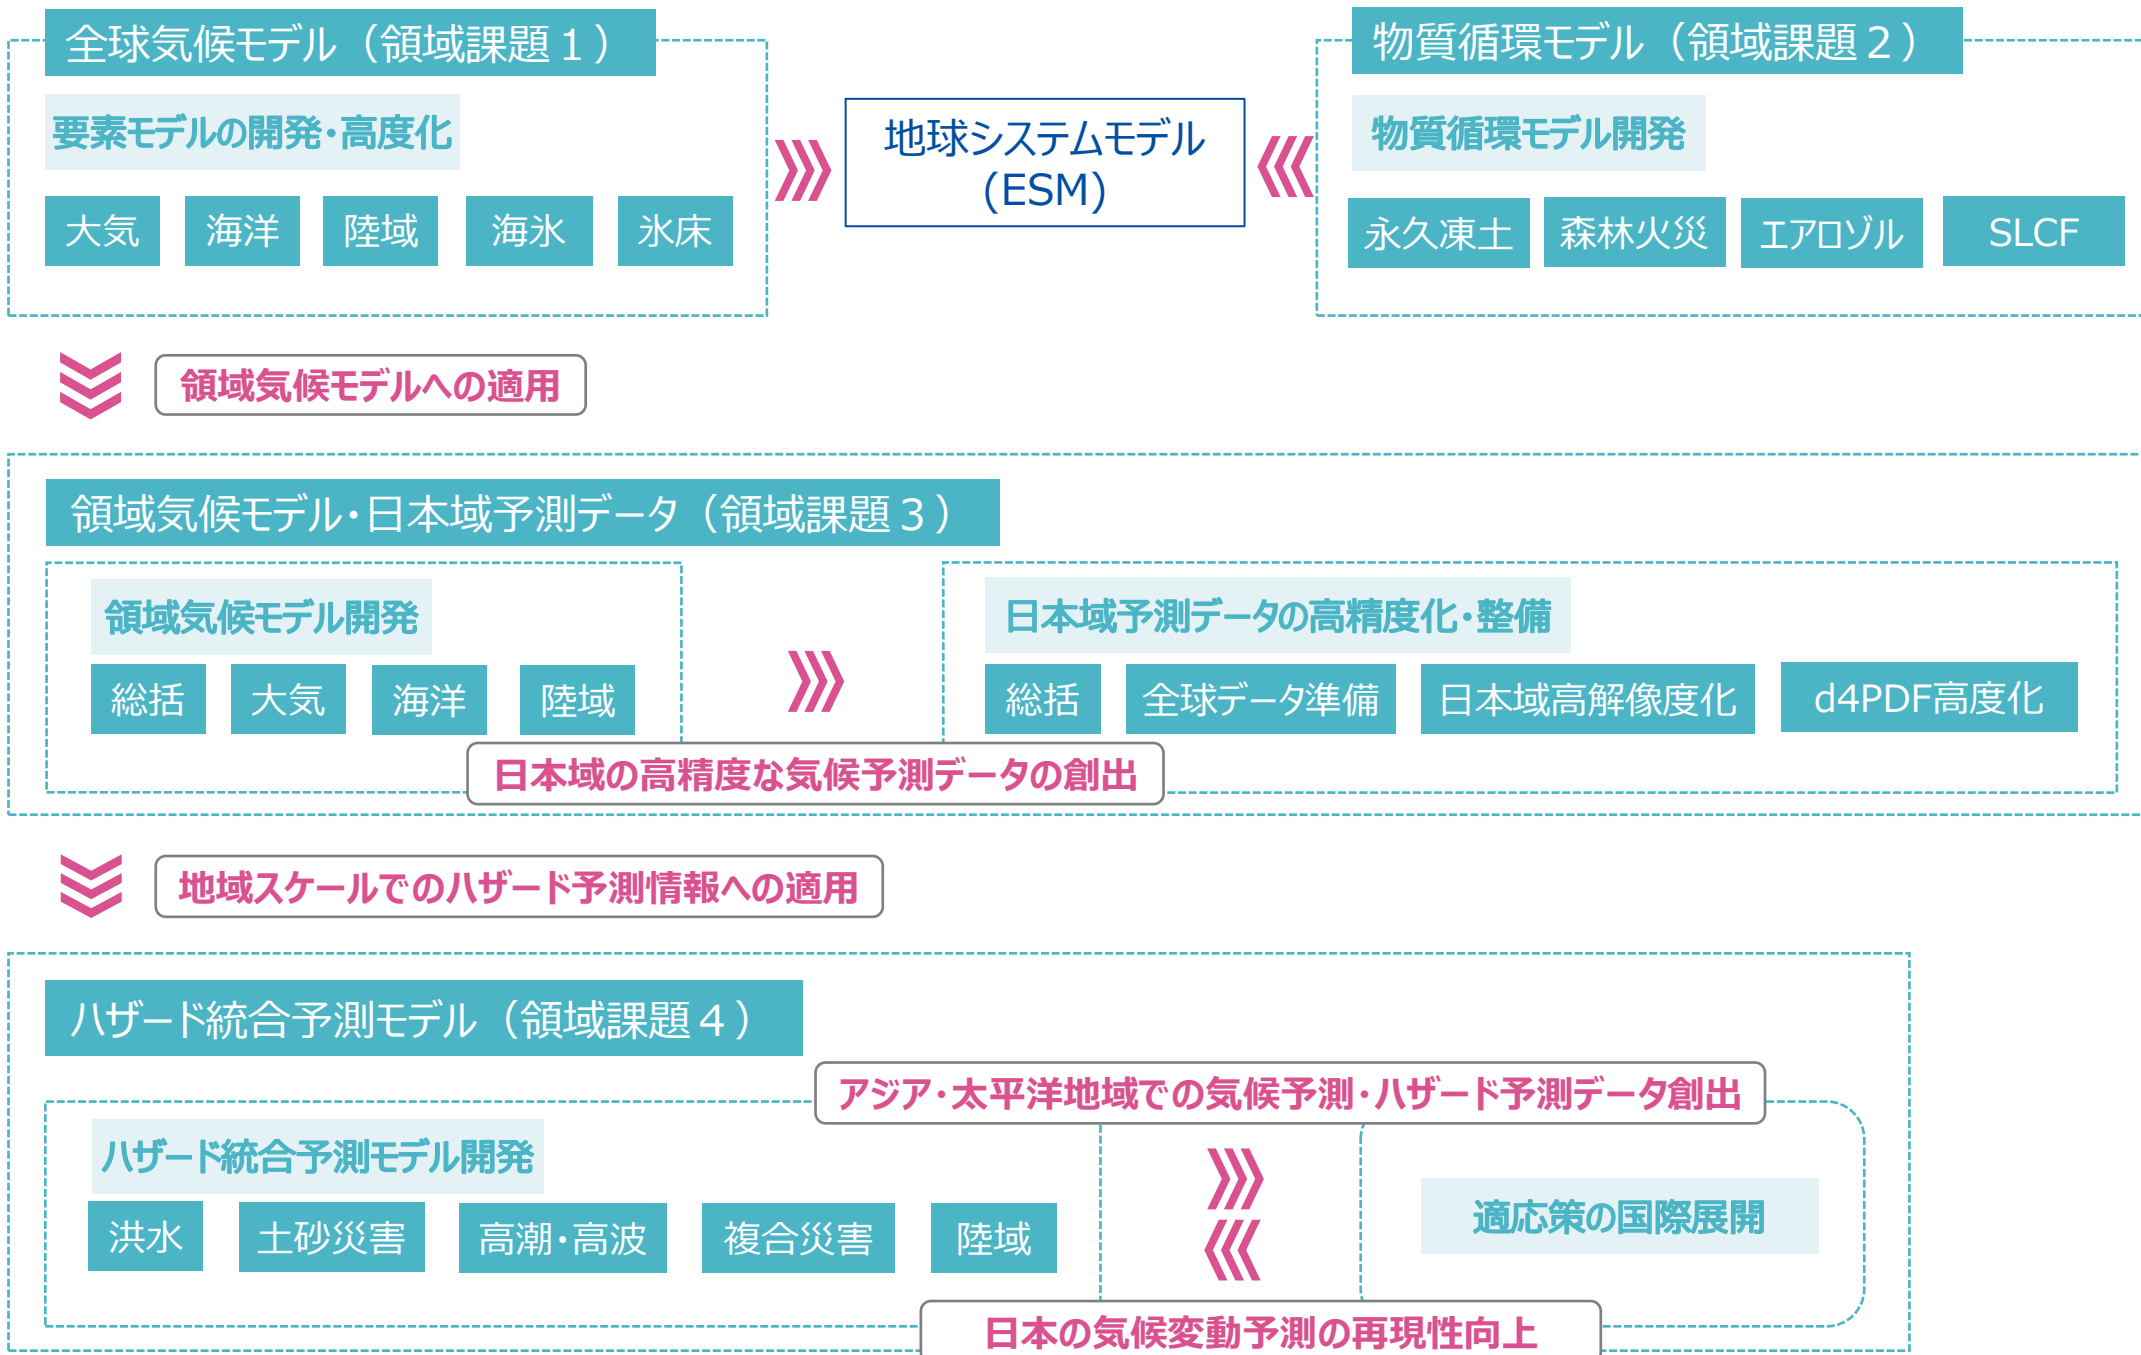 全球気候モデル（領域課題１）
要素モデルの開発・高度化
大気
海洋
陸域
海氷
氷床
地球システムモデル
(ESM)
物質循環モデル（領域課題２）
物質循環モデル開発
永久凍土
森林火災
エアロゾル
SLCF
領域気候モデルへの適用
領域気候モデル・日本域予測データ（領域課題３）
領域気候モデル開発
総括
大気
海洋
陸域
日本域予測データの高精度化・整備
総括
全球データ準備
日本域高解像度化
d4PDF高度化
日本域の高精度な気候予測データの創出
地域スケールでのハザード予測情報への適用
ハザード統合予測モデル（領域課題４）
アジア・太平洋地域での気候予測・ハザード予測データ創出
ハザード統合予測モデル開発
洪水
土砂災害
高潮・高波
複合災害
陸域
適応策の国際展開
日本の気候変動予測の再現性向上